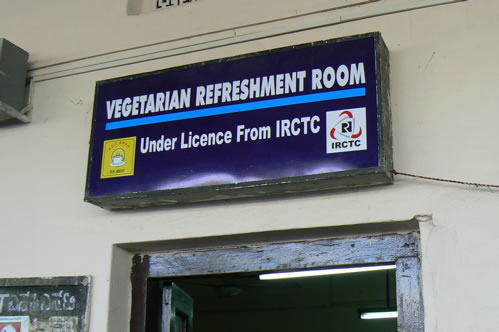 VEGETARIAN REFRESHMENT ROOM
Under Licence From IRCTC
IRCTC